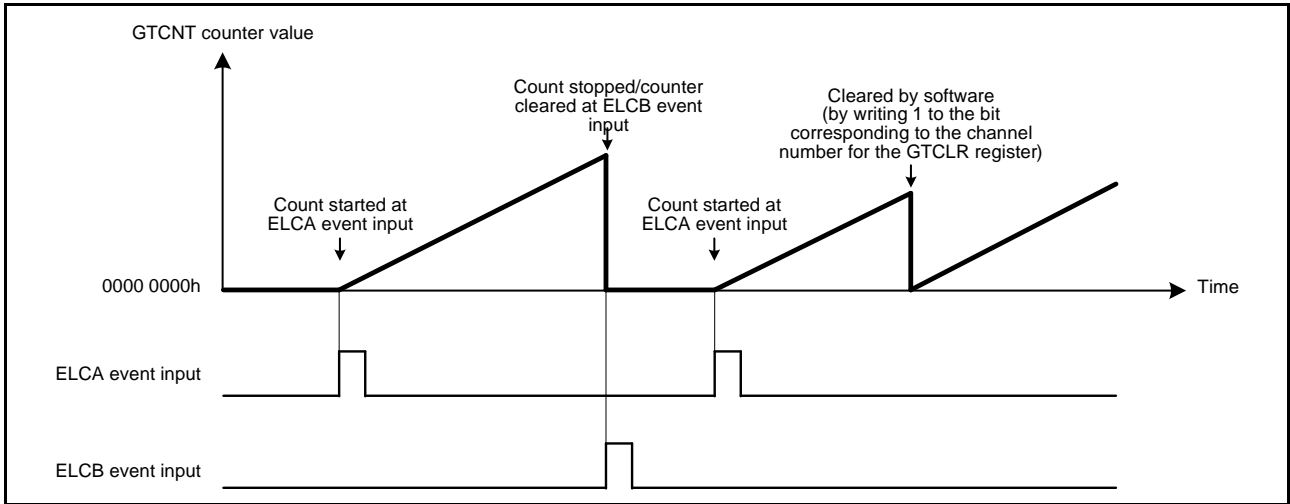 GTCNT counter value
Count stopped/counter
cleared at ELCB event
input
Cleared by software
(by writing 1 to the bit
corresponding to the channel
number for the GTCLR register)
Count started at
ELCA event input
Count started at
ELCA event input
0000 0000h
Time
ELCA event input
ELCB event input